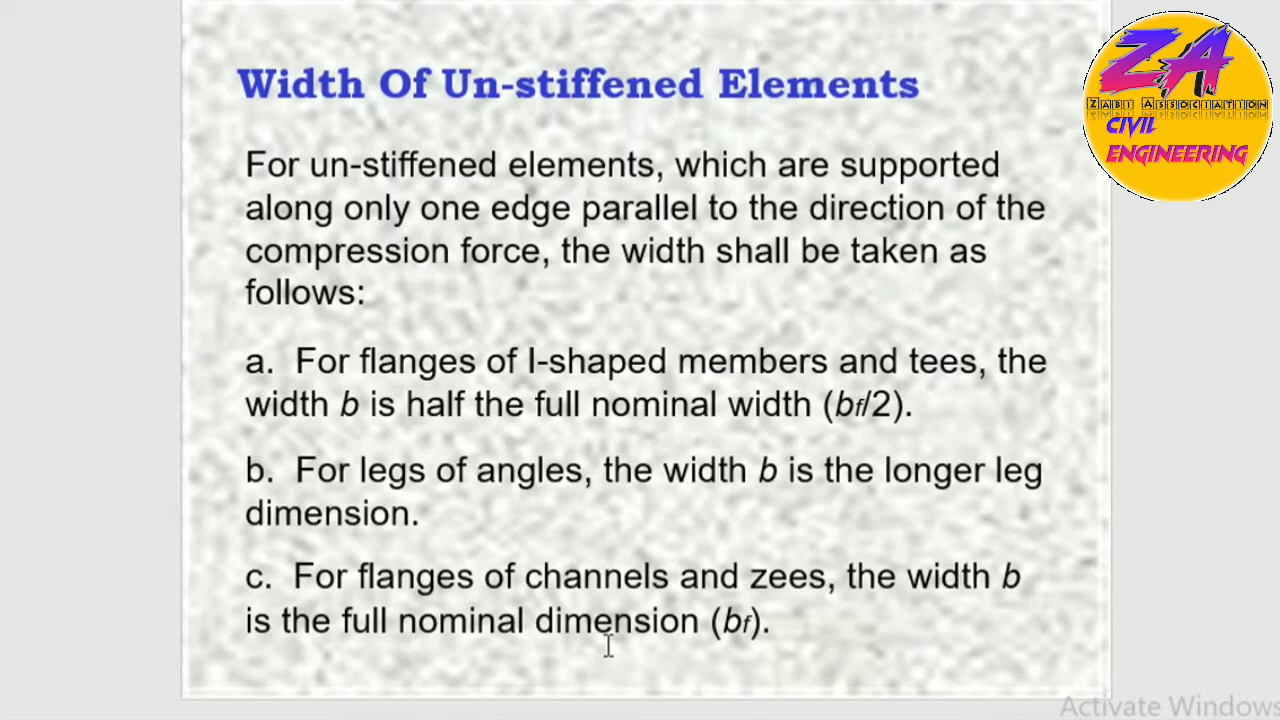 Width Of Un-stiffened Elements
For un-stiffened elements, which are supported
along only one edge parallel to the direction of the
compression force, the width shall be taken as
follows:
a. For flanges of I-shaped members and tees, the
width b is half the full nominal width (bf/2).
b. For legs of angles, the width b is the longer leg
dimension.
c. For flanges of channels and zees, the width b
is the full nominal dimension (bf).
ZA
ZABI ASSOCIATION
CIVIL
ENGINEERING
Activate Windows